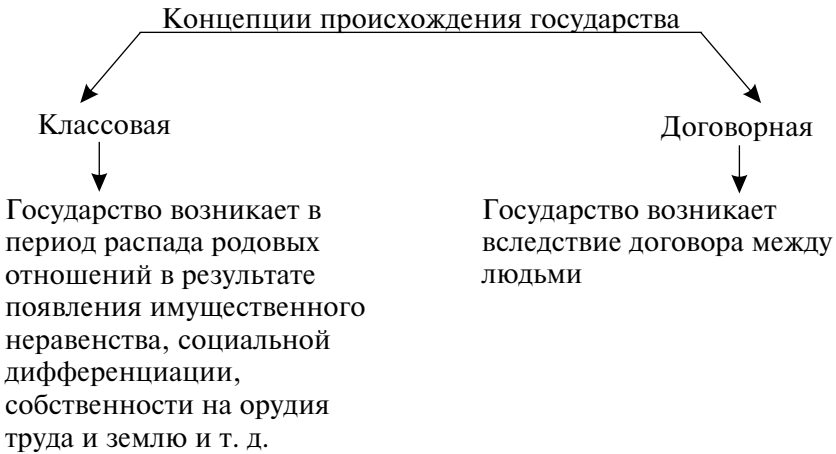 Концепции происхождения государства
Классовая
Договорная
Государство возникает в
период распада родовых
отношений в результате
появления имущественного
неравенства, социальной
дифференциации,
собственности на орудия
труда и землю и т. д.
Государство возникает
вследствие договора между
людьми